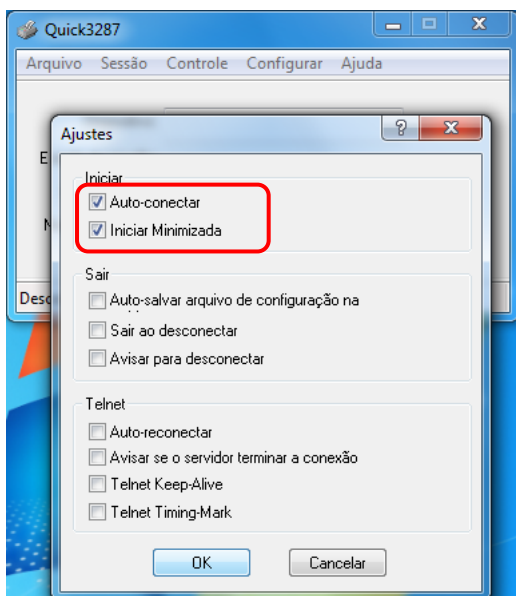 Quick3287
Arquivo Sessão Controle Configurar Ajuda
Ajustes
Iniciar
Auto-conectar
Iniciar Minimizada
Sair
Auto-salvar arquivo de configuração na
Sair ao desconectar
Avisar para desconectar
Telnet
Auto-reconectar
Avisar se o servidor terminar a conexão
Telnet Keep-Alive
Telnet Timing-Mark
OK Cancelar